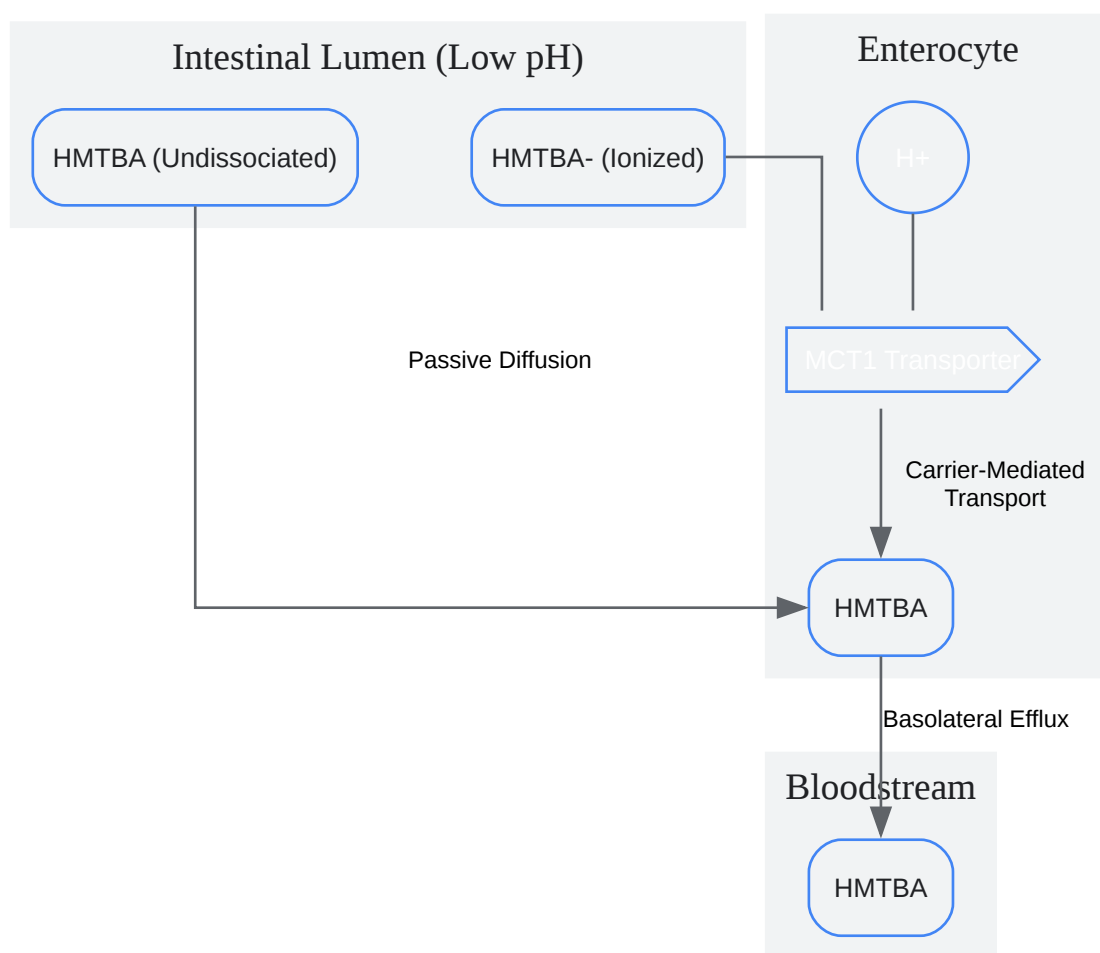 Intestinal Lumen (Low pH)
Enterocyte
HMTBA (Undissociated)
HMTBA- (Ionized)
H+
Passive Diffusion
MCT1 Transporter
Carrier-Mediated
Transport
HMTBA
Basolateral Efflux
Bloodstream
HMTBA